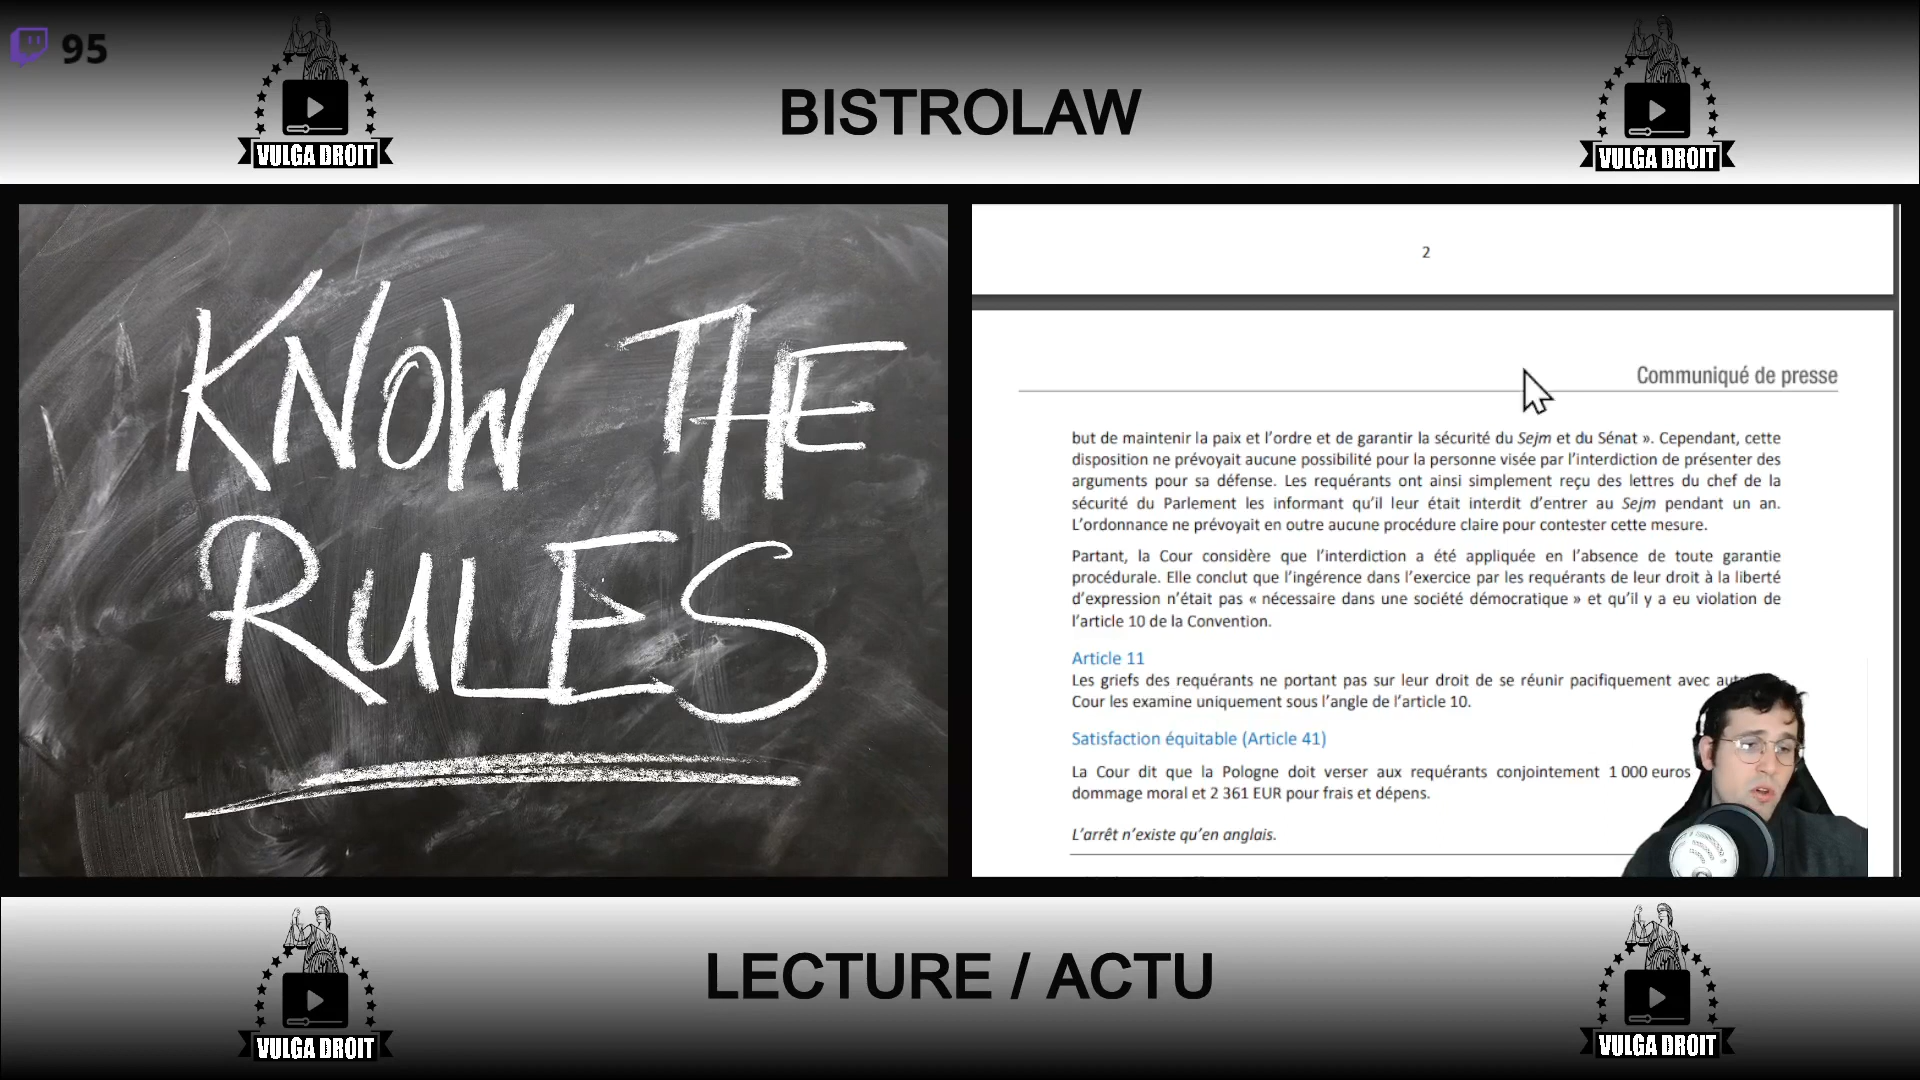 95
VULGA DROIT
BISTROLAW
VULGA DROIT
KNOW THE
RULES
2
Communiqué de presse
but de maintenir la paix et l'ordre et de garantir la sécurité du Sejm et du Sénat ». Cependant, cette
disposition ne prévoyait aucune possibilité pour la personne visée par l'interdiction de présenter des
arguments pour sa défense. Les requérants ont ainsi simplement reçu des lettres du chef de la
sécurité du Parlement les informant qu'il leur était interdit d'entrer au Sejm pendant un an.
L'ordonnance ne prévoyait en outre aucune procédure claire pour contester cette mesure.
Partant, la Cour considère que l'interdiction a été appliquée en l'absence de toute garantie
procédurale. Elle conclut que l'ingérence dans l'exercice par les requérants de leur droit à la liberté
d'expression n'était pas « nécessaire dans une société démocratique » et qu'il y a eu violation de
l'article 10 de la Convention.
Article 11
Les griefs des requérants ne portant pas sur leur droit de se réunir pacifiquement avec
Cour les examine uniquement sous l'angle de l'article 10.
Satisfaction équitable (Article 41)
La Cour dit que la Pologne doit verser aux requérants conjointement 1 000 euros
dommage moral et 2 361 EUR pour frais et dépens.
L'arrêt n'existe qu'en anglais.
VULGA DROIT
LECTURE / ACTU
VULGA DROIT